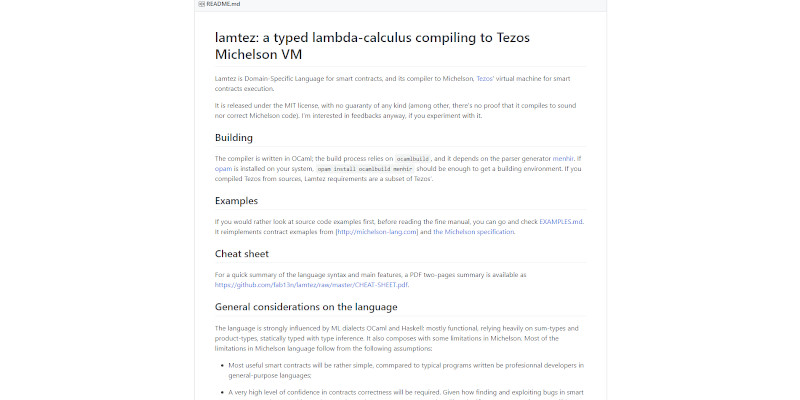 README.md
lamtez: a typed lambda-calculus compiling to Tezos
Michelson VM
Lamtez is Domain-Specific Language for smart contracts, and its compiler to Michelson, Tezos' virtual machine for smart
contracts execution.
It is released under the MIT license, with no guaranty of any kind (among other, there's no proof that it compiles to sound
nor correct Michelson code). I'm interested in feedbacks anyway, if you experiment with it.
Building
The compiler is written in OCaml; the build process relies on ocamlbuild, and it depends on the parser generator menhir. If
opam is installed on your system, opam install ocamlbuild menhir should be enough to get a building environment. If you
compiled Tezos from sources, Lamtez requirements are a subset of Tezos'.
Examples
If you would rather look at source code examples first, before reading the fine manual, you can go and check EXAMPLES.md.
It reimplements contract exmaples from [http://michelson-lang.com] and the Michelson specification.
Cheat sheet
For a quick summary of the language syntax and main features, a PDF two-pages summary is available as
https://github.com/fab13n/lamtez/raw/master/CHEAT-SHEET.pdf.
General considerations on the language
The language is strongly influenced by ML dialects OCaml and Haskell: mostly functional, relying heavily on sum-types and
product-types, statically typed with type inference. It also composes with some limitations in Michelson. Most of the
limitations in Michelson language follow from the following assumptions:
• Most useful smart contracts will be rather simple, commpared to typical programs written be profesionnal developers in
general-purpose languages;
• A very high level of confidence in contracts correctness will be required. Given how finding and exploiting bugs in smart